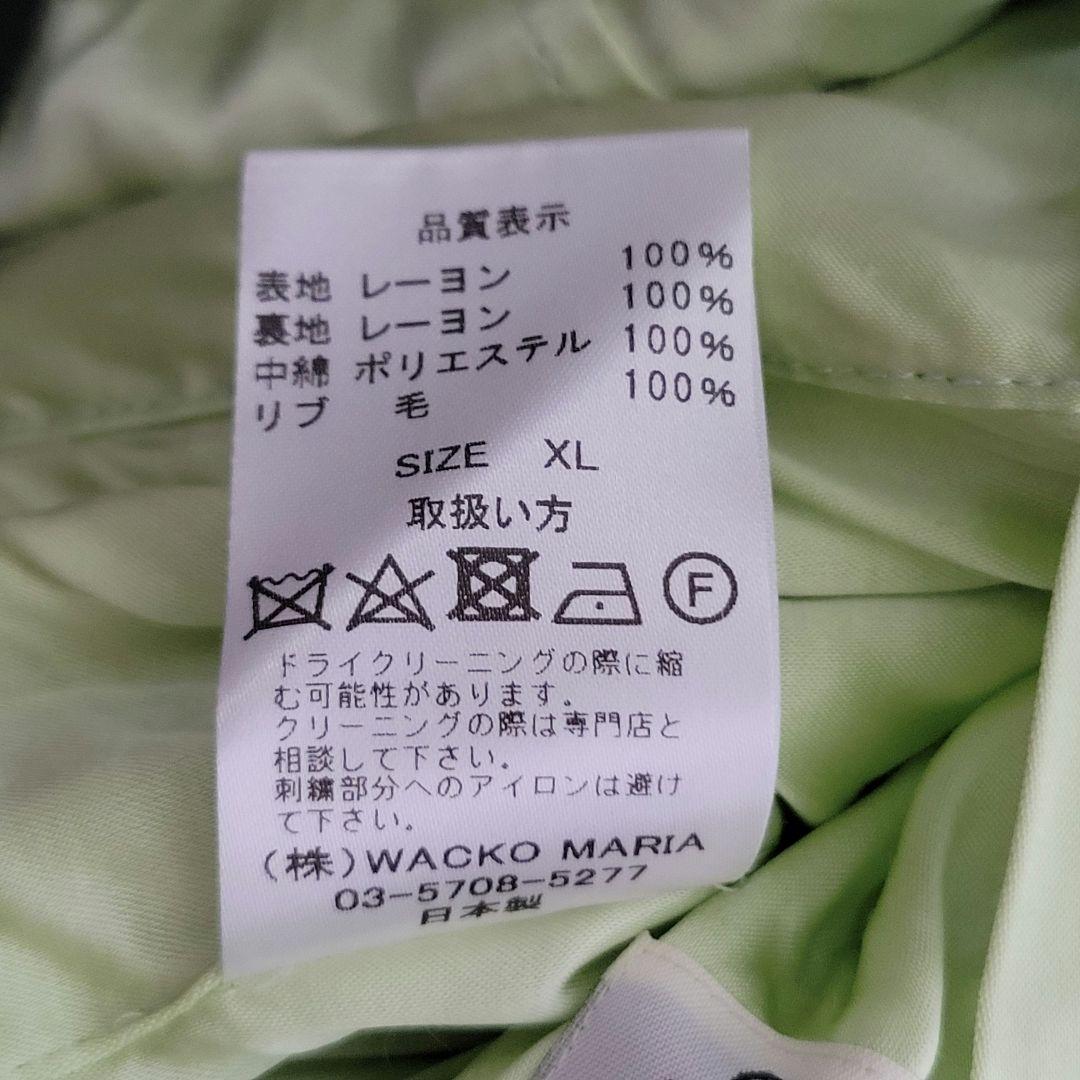 品質表示
表地 レーヨン 100%
裏地 レーヨン 100%
中綿 ポリエステル 100%
リブ 毛 100%
SIZE XL
取扱い方
F
ドライクリーニングの際に縮
む可能性があります。
クリーニングの際は専門店と
相談して下さい。
刺繍部分へのアイロンは避け
て下さい。
(株)WACKO MARIA
03-5708-5277
日本製